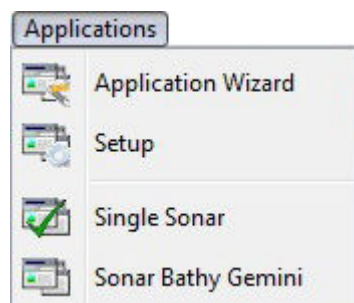 Applications
Application Wizard
Setup
Single Sonar
Sonar Bathy Gemini